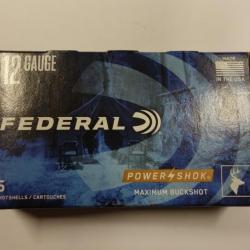 12 GAUGE
MADE
IN THE USA
FEDERAL
POWER SHOK
5
SHOTSHELLS / CARTOUCHES
MAXIMUM BUCKSHOT